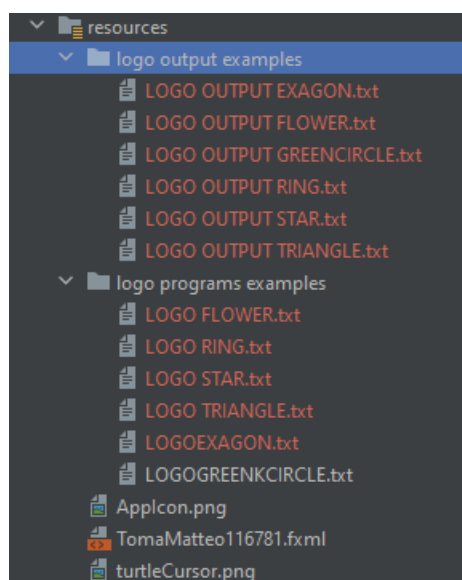 resources
logo output examples
LOGO OUTPUT EXAGON.txt
LOGO OUTPUT FLOWER.txt
LOGO OUTPUT GREENCIRCLE.txt
LOGO OUTPUT RING.txt
LOGO OUTPUT STAR.txt
LOGO OUTPUT TRIANGLE.txt
logo programs examples
LOGO FLOWER.txt
LOGO RING.txt
LOGO STAR.txt
LOGO TRIANGLE.txt
LOGOEXAGON.txt
LOGOGREENKCIRCLE.txt
AppIcon.png
TomaMatteo116781.fxml
turtleCursor.png